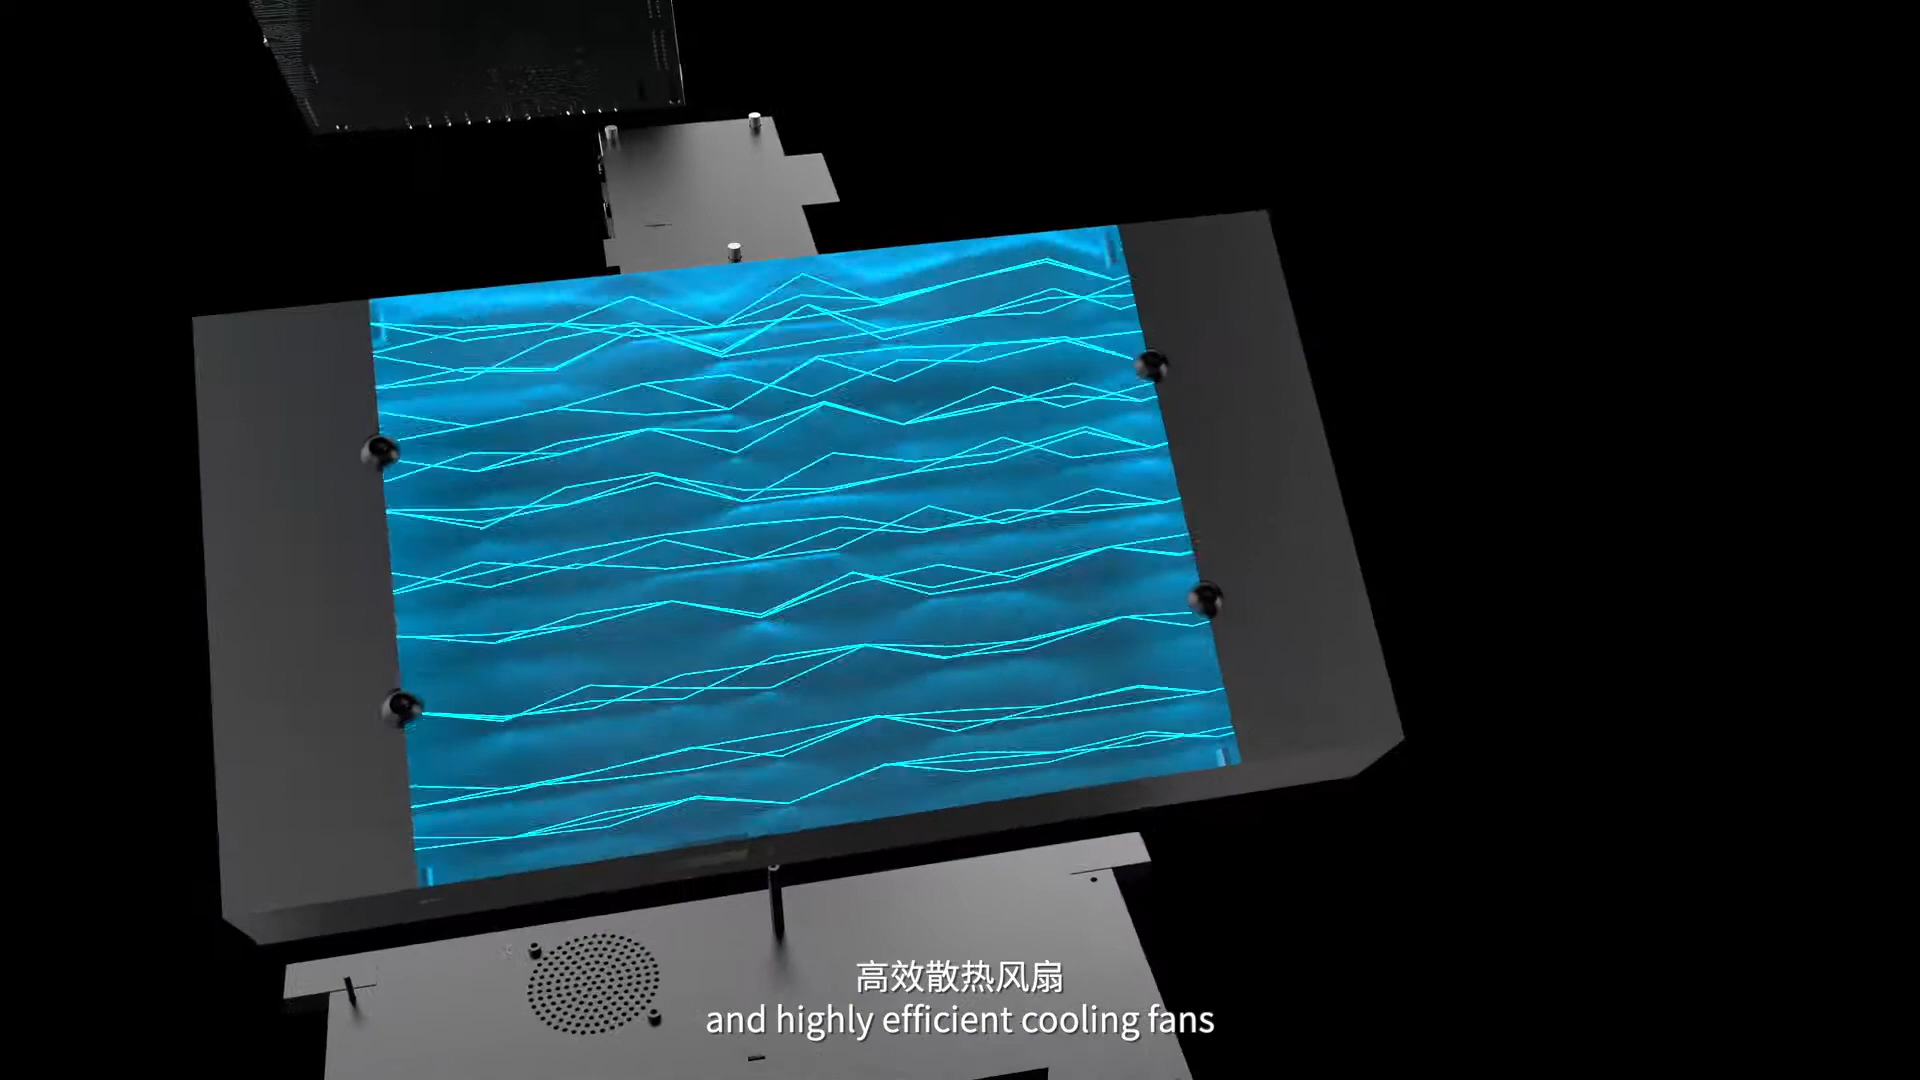 高效散热风扇
and highly efficient cooling fans